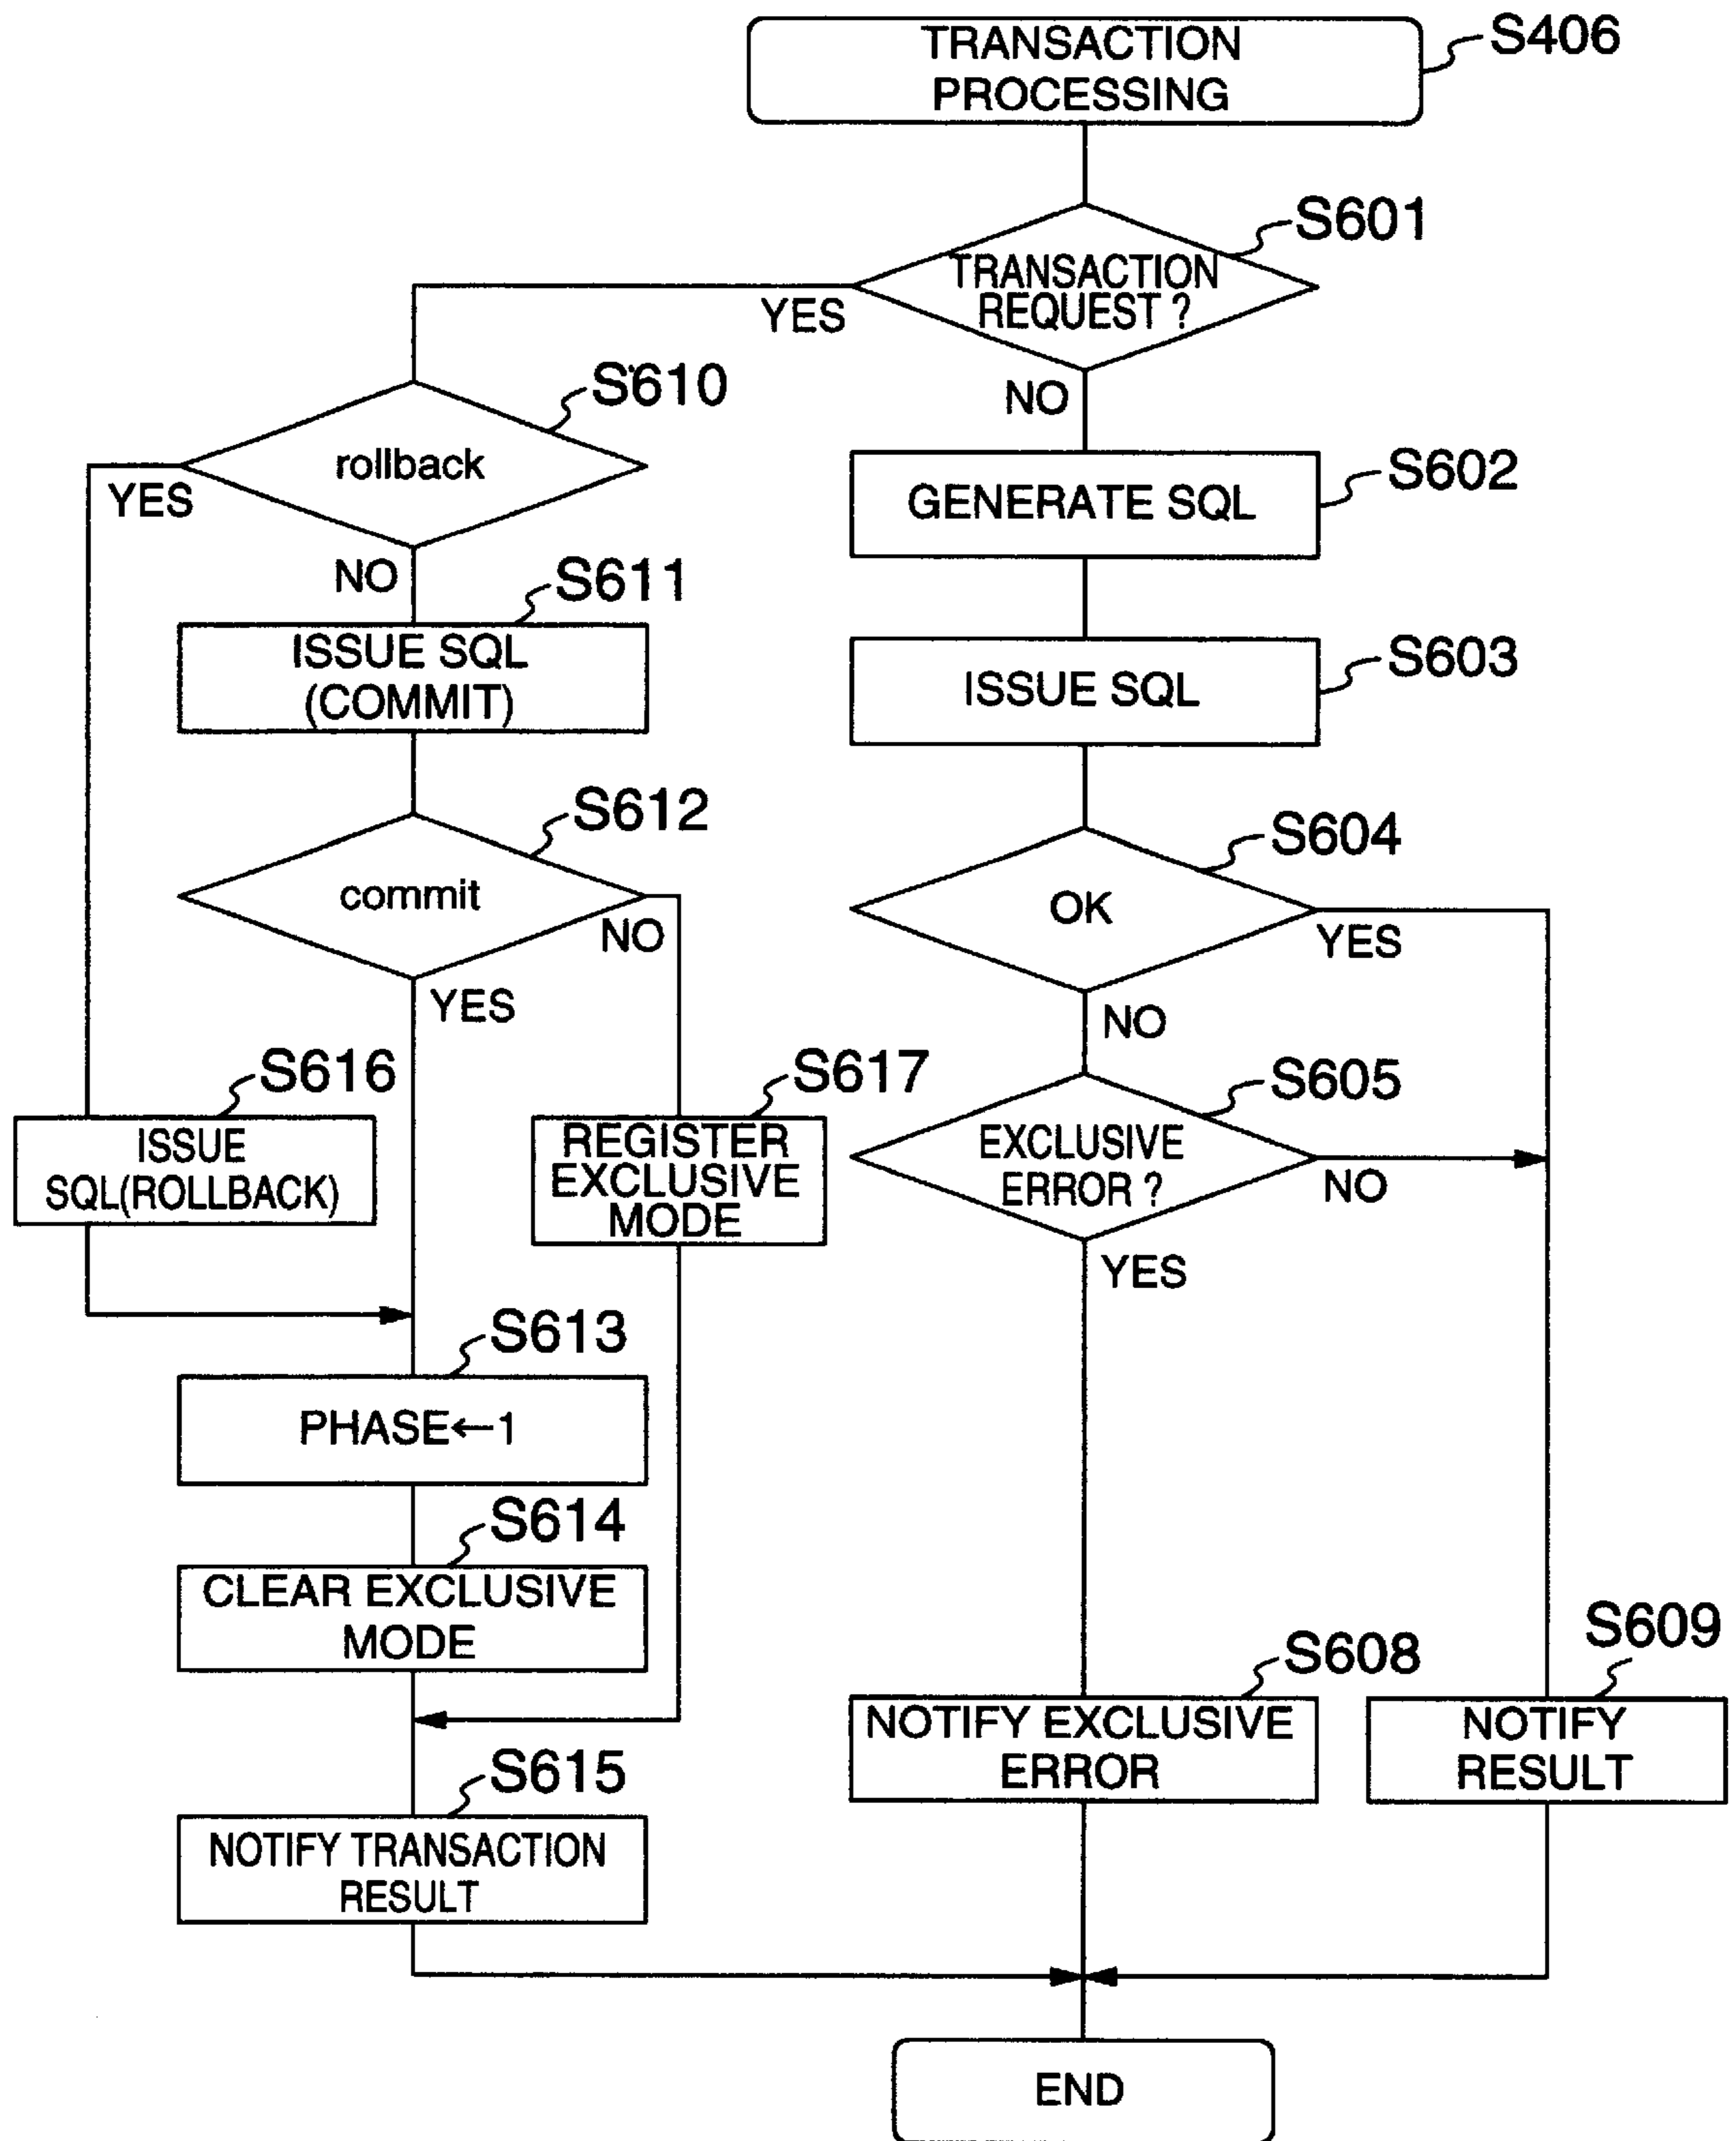 TRANSACTION
PROCESSING
S406
S601
TRANSACTION
REQUEST ?
YES
NO
S610
rollback
YES
NO
S602
GENERATE SQL
S611
ISSUE SQL
(COMMIT)
S603
ISSUE SQL
S612
commit
NO
YES
S604
OK
YES
NO
S616
ISSUE
SQL(ROLLBACK)
S617
REGISTER
EXCLUSIVE
MODE
S605
EXCLUSIVE
ERROR ?
NO
YES
S613
PHASE←1
S614
CLEAR EXCLUSIVE
MODE
S608
NOTIFY EXCLUSIVE
ERROR
S609
NOTIFY
RESULT
S615
NOTIFY TRANSACTION
RESULT
END